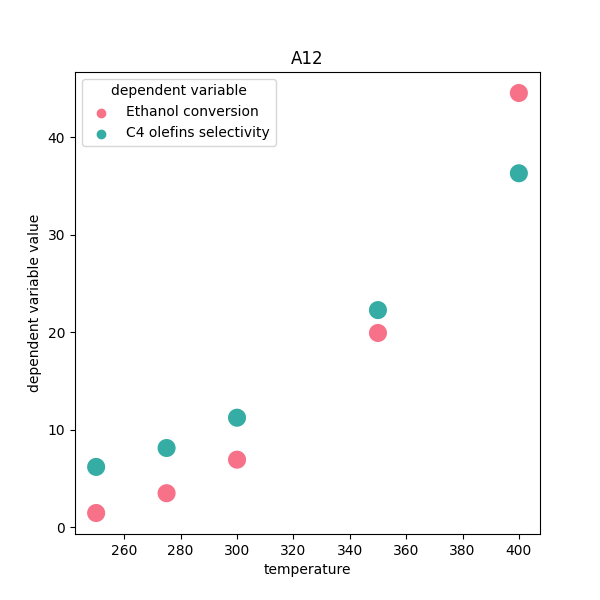 A12
dependent variable
Ethanol conversion
C4 olefins selectivity
dependent variable value
40
30
20
10
0
260 280 300 320 340 360 380 400
temperature